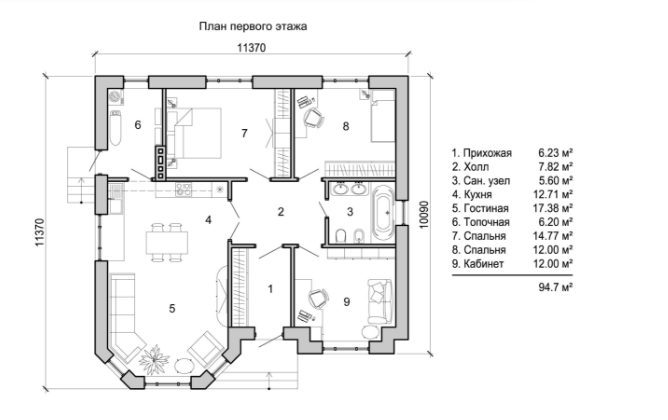 План первого этажа
11370
11370
10090
6
7
8
4
2
3
5
1
9
1. Прихожая 6.23 м²
2. Холл 7.82 м²
3. Сан. узел 5.60 м²
4. Кухня 12.71 м²
5. Гостиная 17.38 м²
6. Топочная 6.20 м²
7. Спальня 14.77 м²
8. Спальня 12.00 м²
9. Кабинет 12.00 м²
94.7 м²